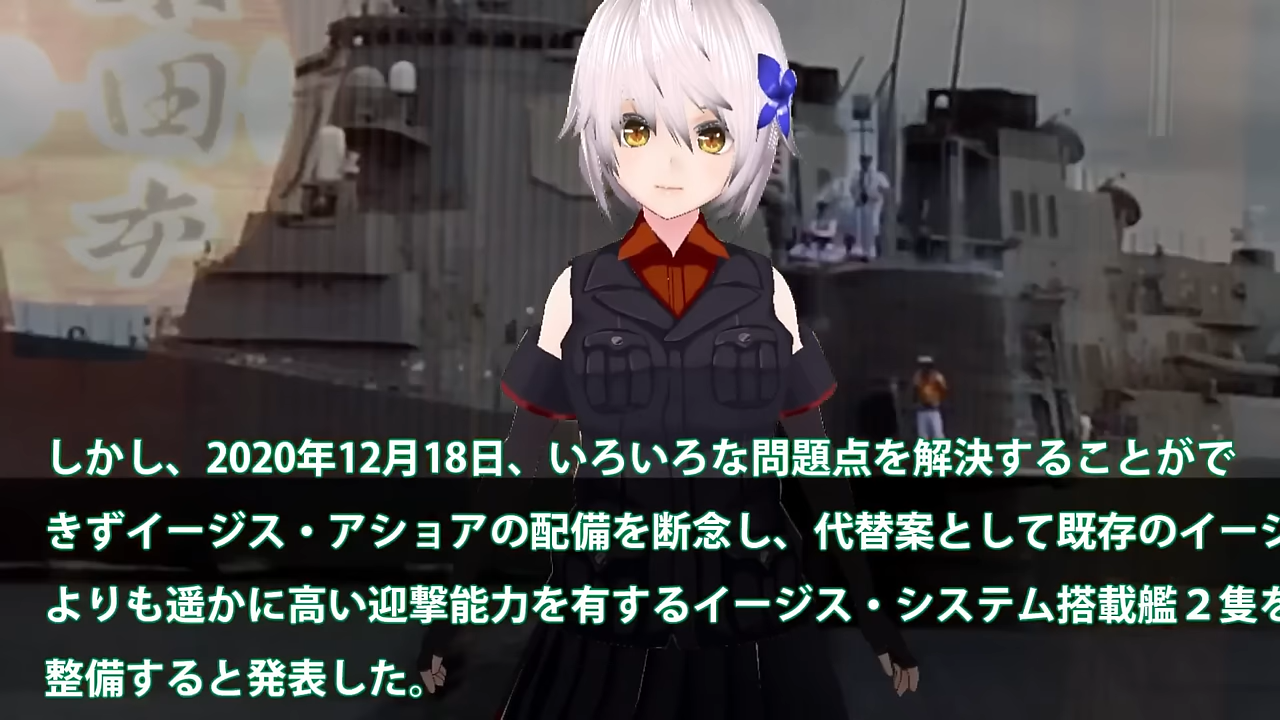 田
しかし、2020年12月18日、いろいろな問題点を解決することがで
きずイージス・アショアの配備を断念し、代替案として既存のイージ
よりも遥かに高い迎撃能力を有するイージス・システム搭載艦２隻を
整備すると発表した。